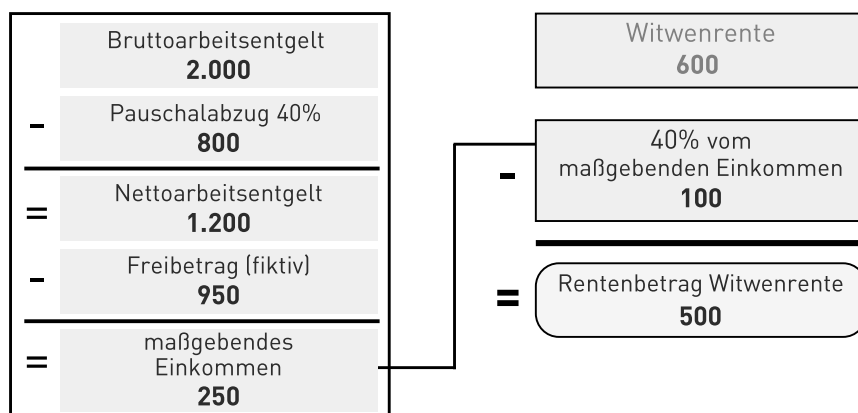 Bruttoarbeitsentgelt
2.000
-
Pauschalabzug 40%
800
=
Nettoarbeitsentgelt
1.200
-
Freibetrag (fiktiv)
950
=
maßgebendes
Einkommen
250
Witwenrente
600
-
40% vom
maßgebenden Einkommen
100
=
Rentenbetrag Witwenrente
500